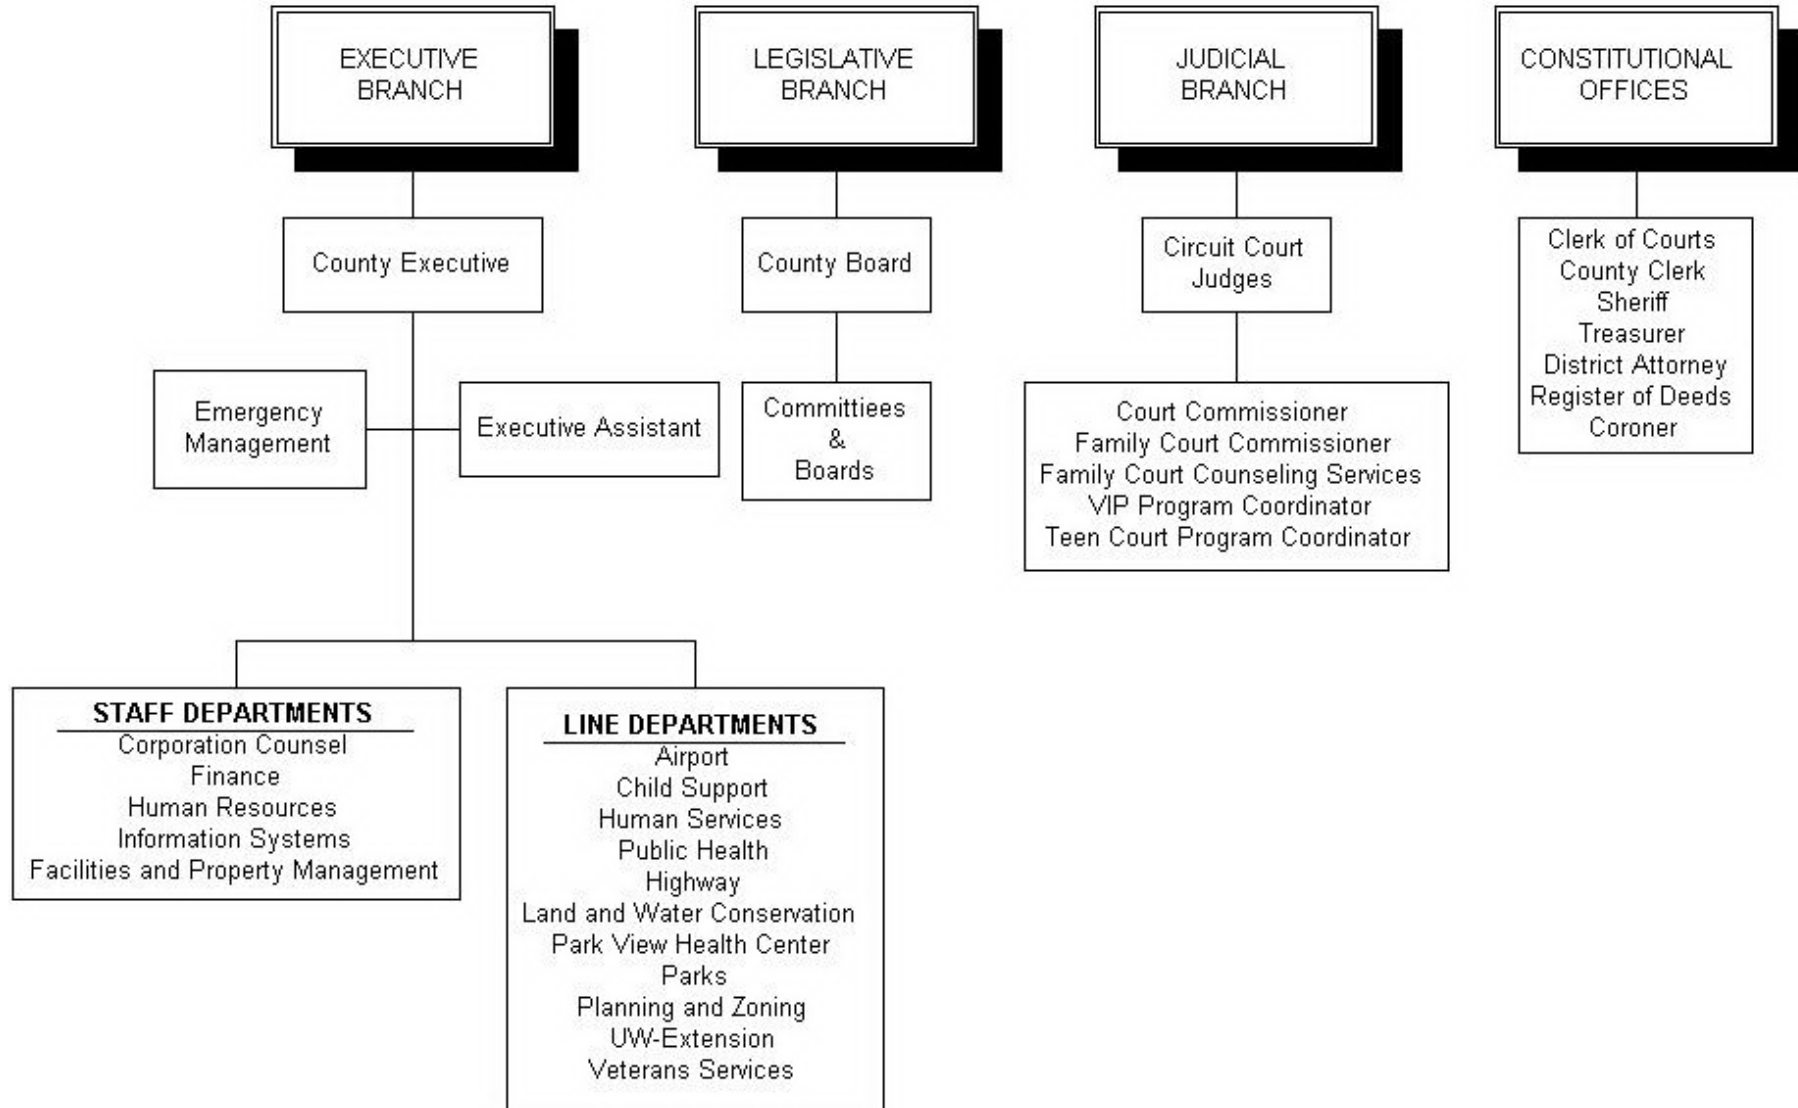 EXECUTIVE
BRANCH
LEGISLATIVE
BRANCH
JUDICIAL
BRANCH
CONSTITUTIONAL
OFFICES
County Executive
County Board
Circuit Court
Judges
Clerk of Courts
County Clerk
Sheriff
Treasurer
District Attorney
Register of Deeds
Coroner
Emergency
Management
Executive Assistant
Committiees
&
Boards
Court Commissioner
Family Court Commissioner
Family Court Counseling Services
VIP Program Coordinator
Teen Court Program Coordinator
STAFF DEPARTMENTS
Corporation Counsel
Finance
Human Resources
Information Systems
Facilities and Property Management
LINE DEPARTMENTS
Airport
Child Support
Human Services
Public Health
Highway
Land and Water Conservation
Park View Health Center
Parks
Planning and Zoning
UW-Extension
Veterans Services